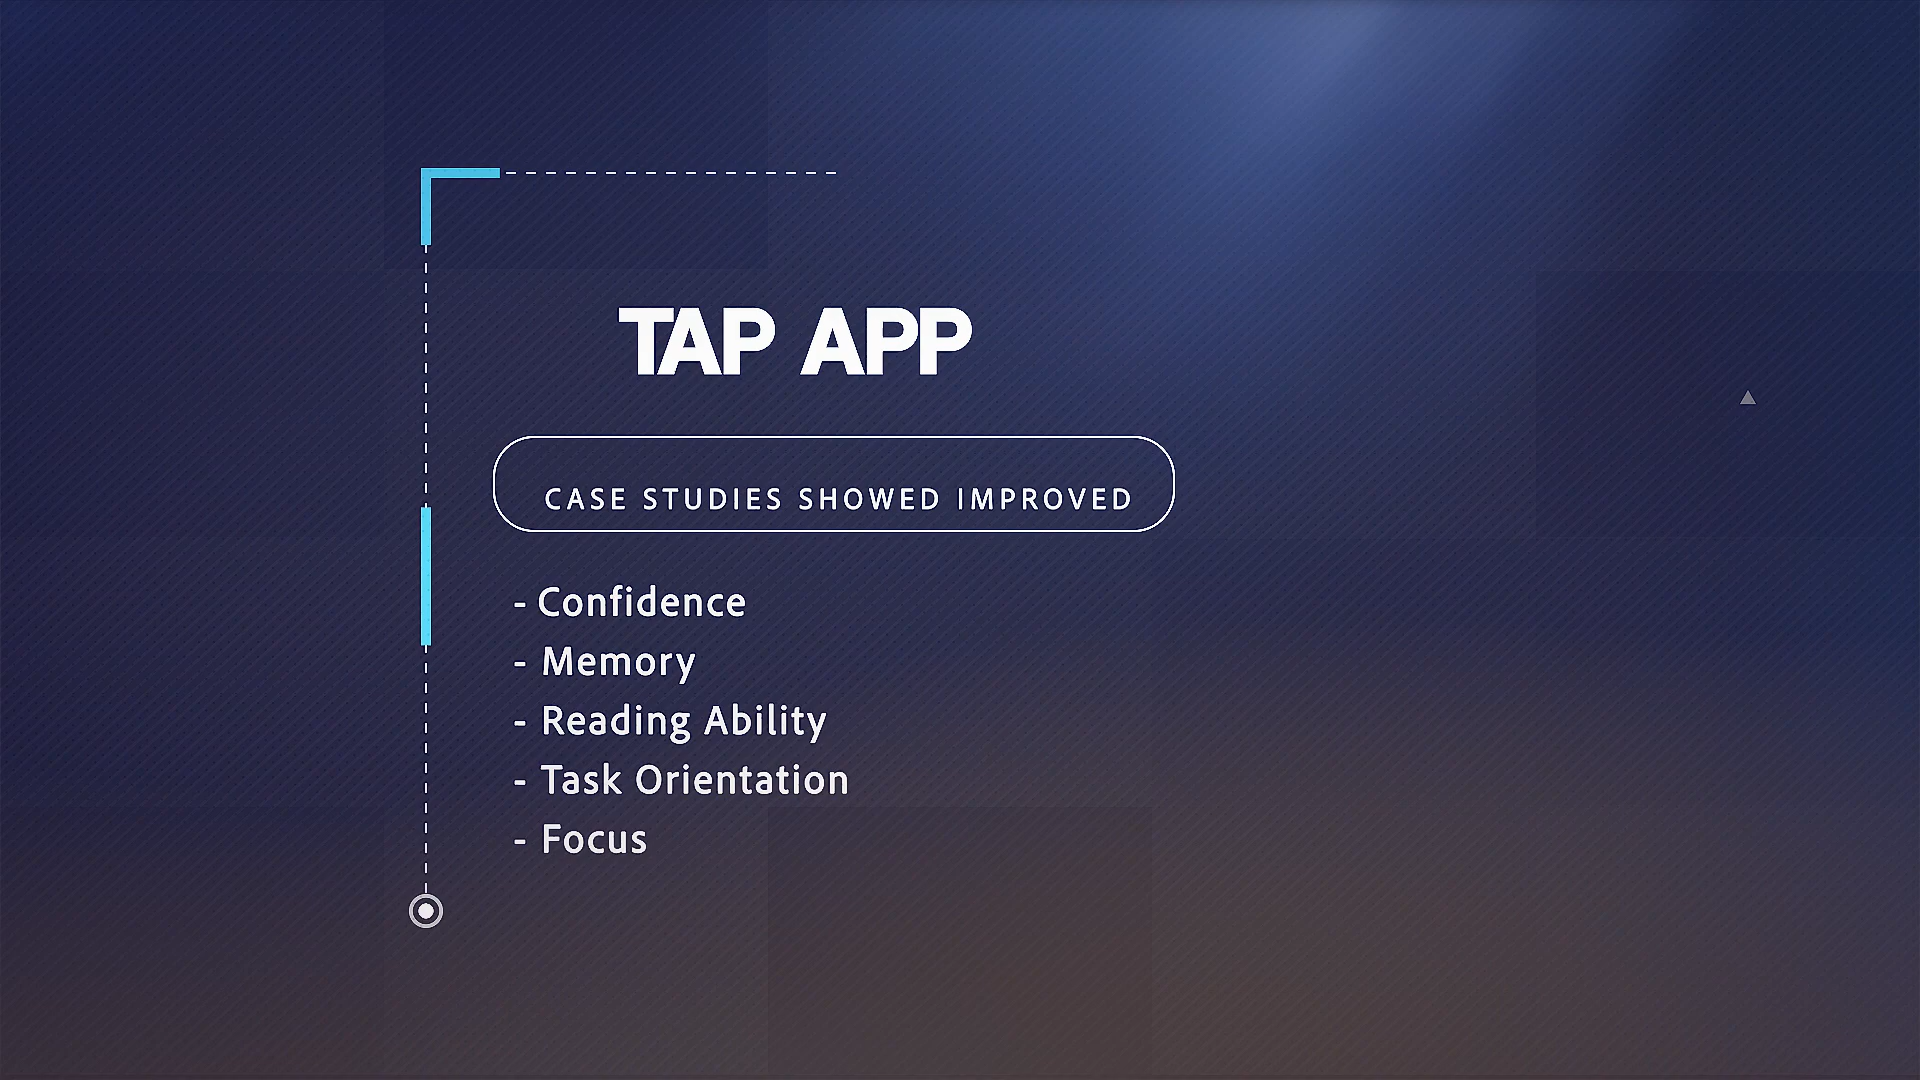 TAP APP
CASE STUDIES SHOWED IMPROVED
- Confidence
- Memory
- Reading Ability
- Task Orientation
- Focus